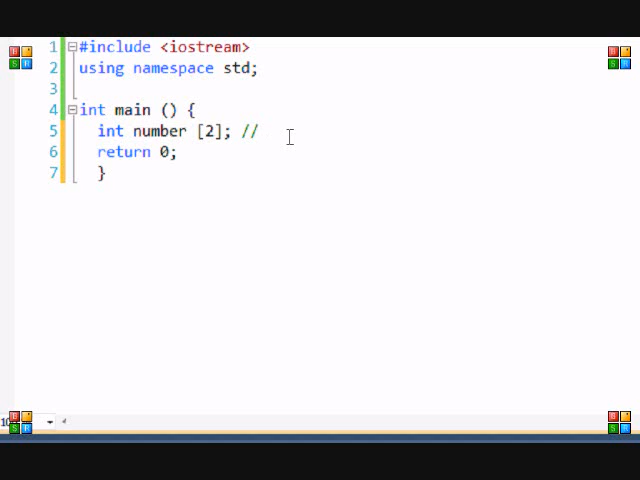 1 #include <iostream>
2 using namespace std;
3
4 int main () {
5 int number [2]; //
6 return 0;
7 }